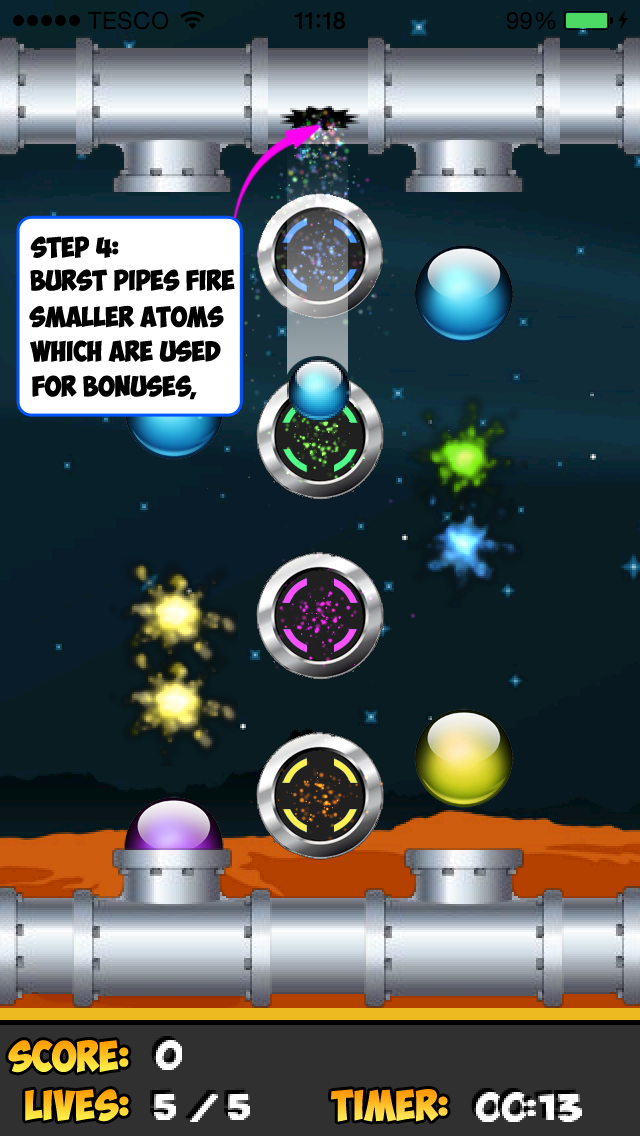 TESCO 11:18 99%
STEP 4:
BURST PIPES FIRE
SMALLER ATOMS
WHICH ARE USED
FOR BONUSES,
SCORE: 0
LIVES: 5 / 5 TIMER: 00:13